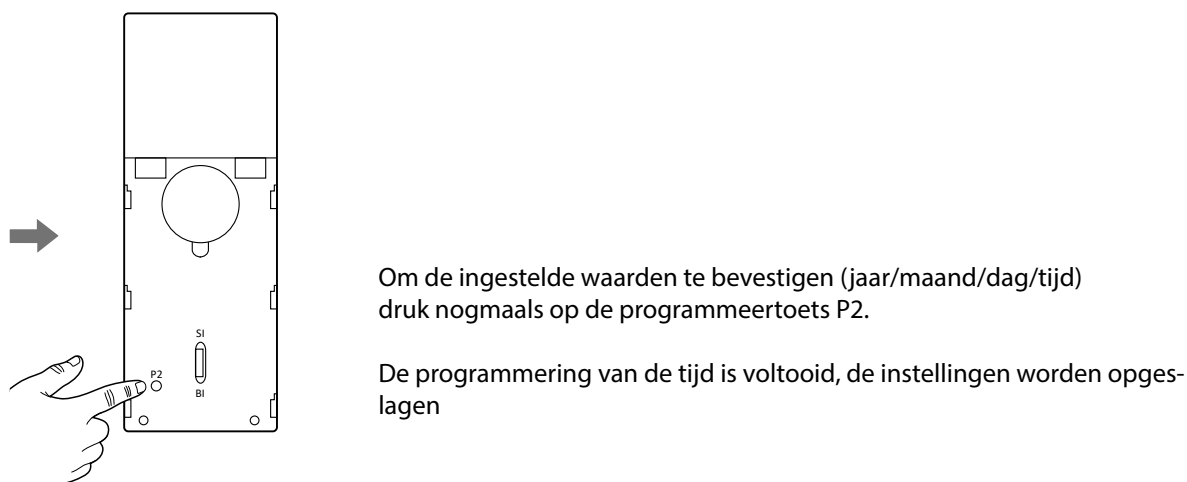 SI
P2
BI
Om de ingestelde waarden te bevestigen (jaar/maand/dag/tijd)
druk nogmaals op de programmeertoets P2.
De programmering van de tijd is voltooid, de instellingen worden opges-
lagen